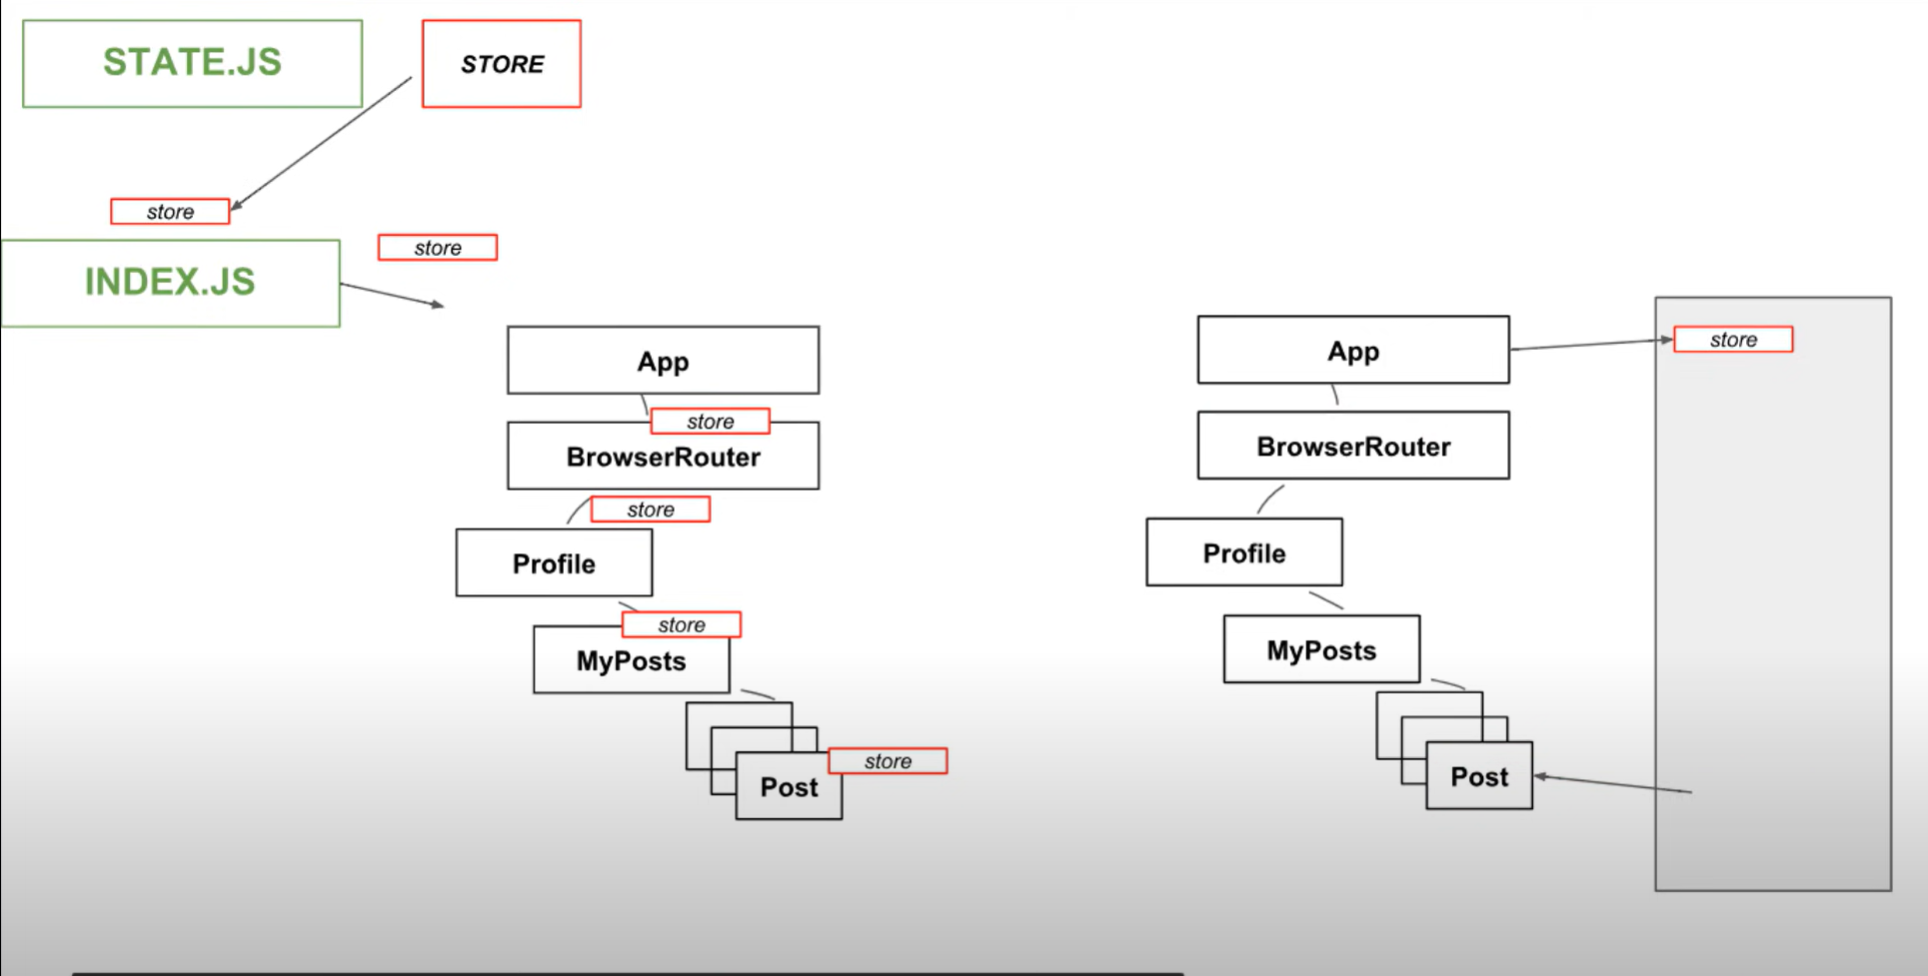 STATE.JS
STORE
store
store
INDEX.JS
App
store
BrowserRouter
store
Profile
store
MyPosts
store
Post
App
store
BrowserRouter
Profile
MyPosts
Post